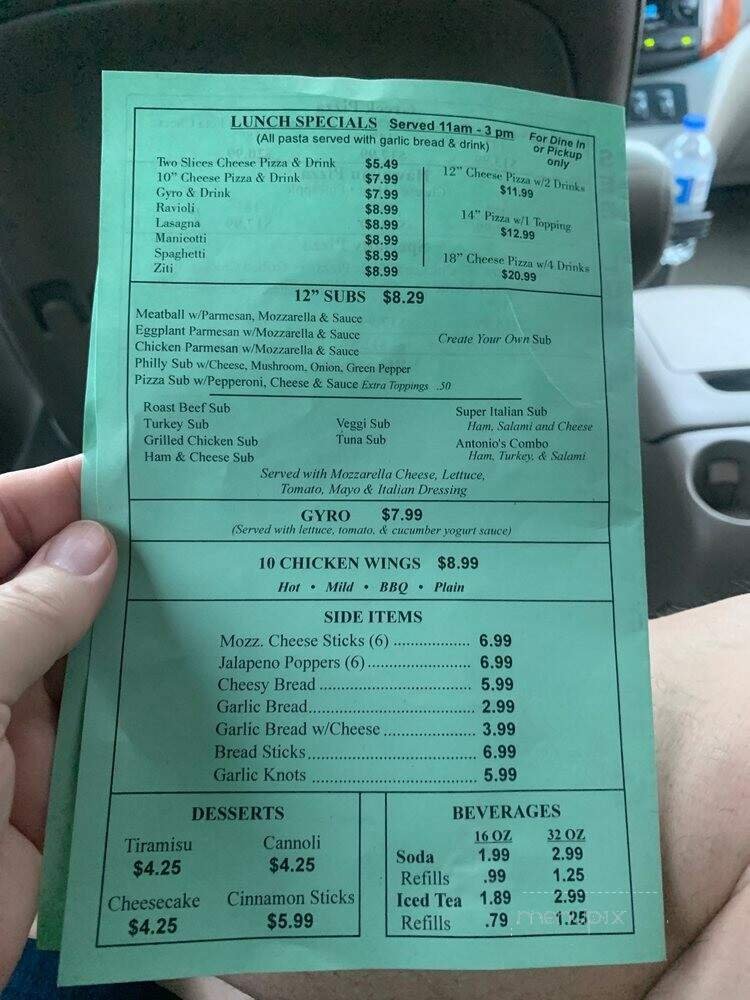 LUNCH SPECIALS Served 11am - 3 pm
(All pasta served with garlic bread & drink)
For Dine In
or Pickup
only
Two Slices Cheese Pizza & Drink $5.49
10" Cheese Pizza & Drink $7.99
Gyro & Drink $7.99
Ravioli $8.99
Lasagna $8.99
Manicotti $8.99
Spaghetti $8.99
Ziti $8.99
12" Cheese Pizza w/2 Drinks
$11.99
14" Pizza w/1 Topping
$12.99
18" Cheese Pizza w/4 Drinks
$20.99
12" SUBS $8.29
Meatball w/Parmesan, Mozzarella & Sauce
Eggplant Parmesan w/Mozzarella & Sauce
Chicken Parmesan w/Mozzarella & Sauce
Philly Sub w/Cheese, Mushroom, Onion, Green Pepper
Pizza Sub w/Pepperoni, Cheese & Sauce Extra Toppings .50
Create Your Own Sub
Roast Beef Sub
Turkey Sub
Grilled Chicken Sub
Ham & Cheese Sub
Veggi Sub
Tuna Sub
Super Italian Sub
Ham, Salami and Cheese
Antonio's Combo
Ham, Turkey, & Salami
Served with Mozzarella Cheese, Lettuce,
Tomato, Mayo & Italian Dressing
GYRO $7.99
(Served with lettuce, tomato, & cucumber yogurt sauce)
10 CHICKEN WINGS $8.99
Hot • Mild • BBQ • Plain
SIDE ITEMS
Mozz. Cheese Sticks (6) .................. 6.99
Jalapeno Poppers (6) ........................ 6.99
Cheesy Bread ................................... 5.99
Garlic Bread ...................................... 2.99
Garlic Bread w/Cheese ..................... 3.99
Bread Sticks ...................................... 6.99
Garlic Knots ..................................... 5.99
DESSERTS
Tiramisu
$4.25
Cannoli
$4.25
Cheesecake
$4.25
Cinnamon Sticks
$5.99
BEVERAGES
16 OZ 32 OZ
Soda 1.99 2.99
Refills .99 1.25
Iced Tea 1.89 2.99
Refills .79 1.25
menupix